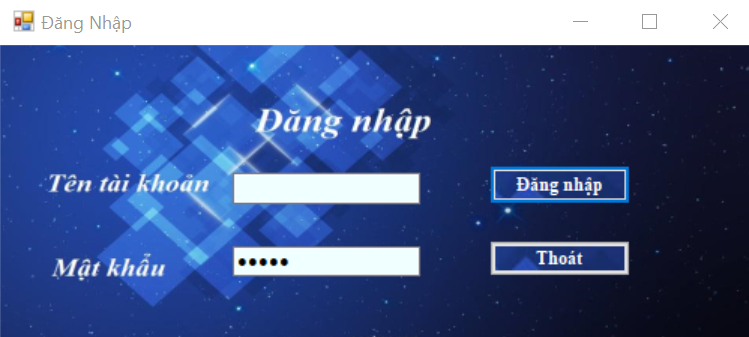 Đăng Nhập
Đăng nhập
Tên tài khoản
Đăng nhập
Mật khẩu
•••••
Thoát